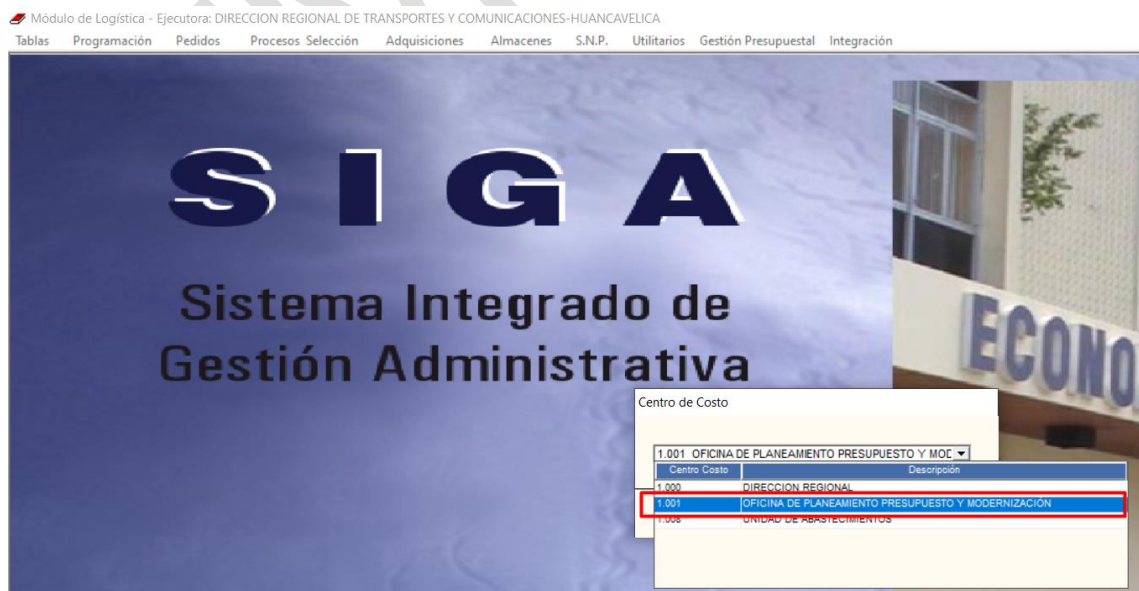 Módulo de Logística - Ejecutora: DIRECCION REGIONAL DE TRANSPORTES Y COMUNICACIONES-HUANCAVELICA
Tablas Programación Pedidos Procesos Selección Adquisiciones Almacenes S.N.P. Utilitarios Gestión Presupuestal Integración
SIGA
Sistema Integrado de
Gestión Administrativa
ECONO
Centro de Costo
1.001 OFICINA DE PLANEAMIENTO PRESUPUESTO Y MOD
Centro Costo Descripción
1.000 DIRECCION REGIONAL
1.001 OFICINA DE PLANEAMIENTO PRESUPUESTO Y MODERNIZACIÓN
1.008 UNIDAD DE ABASTECIMIENTOS